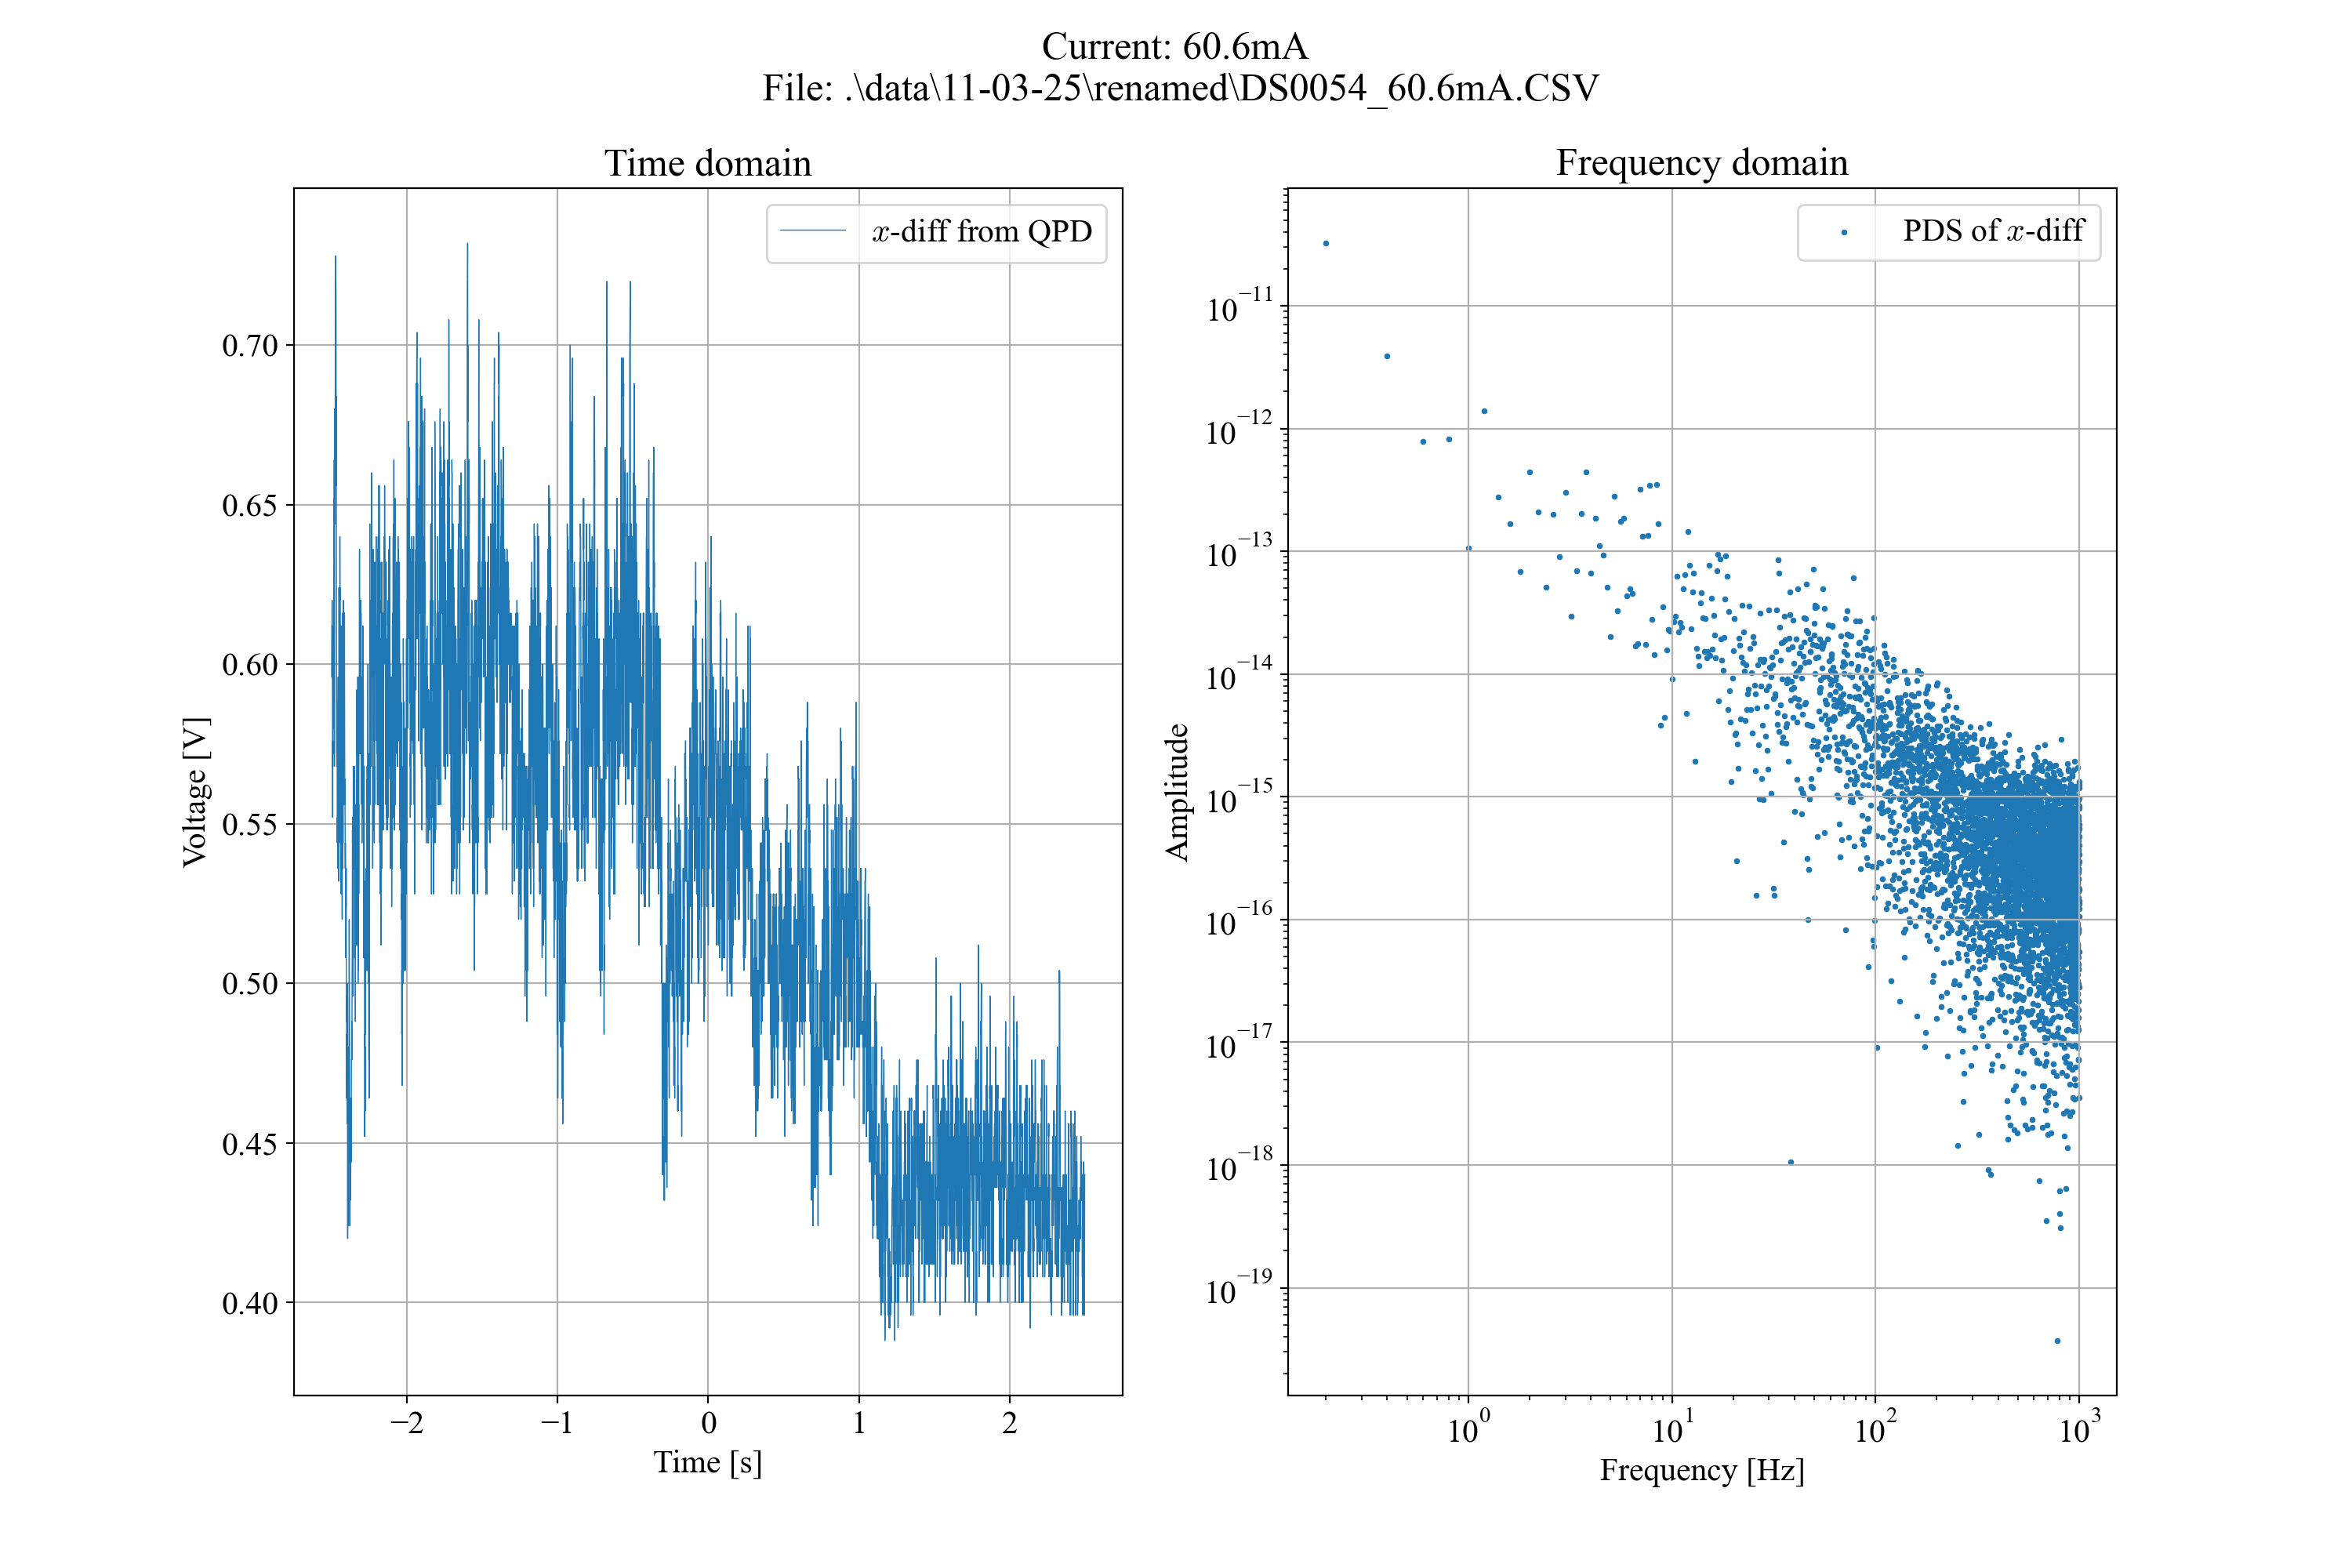 Current: 60.6mA
File: .\data\11-03-25\renamed\DS0054_60.6mA.CSV
Time domain
x-diff from QPD
0.70
0.65
0.60
0.55
0.50
0.45
0.40
Voltage [V]
−2
−1
0
1
2
Time [s]
Frequency domain
PDS of x-diff
10⁻¹¹
10⁻¹²
10⁻¹³
10⁻¹⁴
10⁻¹⁵
10⁻¹⁶
10⁻¹⁷
10⁻¹⁸
10⁻¹⁹
Amplitude
10⁰
10¹
10²
10³
Frequency [Hz]